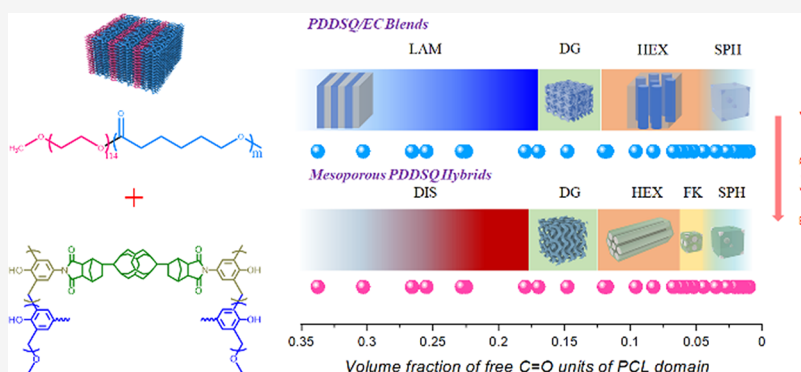 PDDSQ/EC Blends
LAM DG HEX SPH
Mesoporous PDDSQ Hybrids
DIS DG HEX FK SPH
0.35 0.3 0.25 0.2 0.15 0.1 0.05 0
Volume fraction of free C=O units of PCL domain
O
H₃C O O 14 O m
+
O O
HO N N OH
O O
HO OH
O O